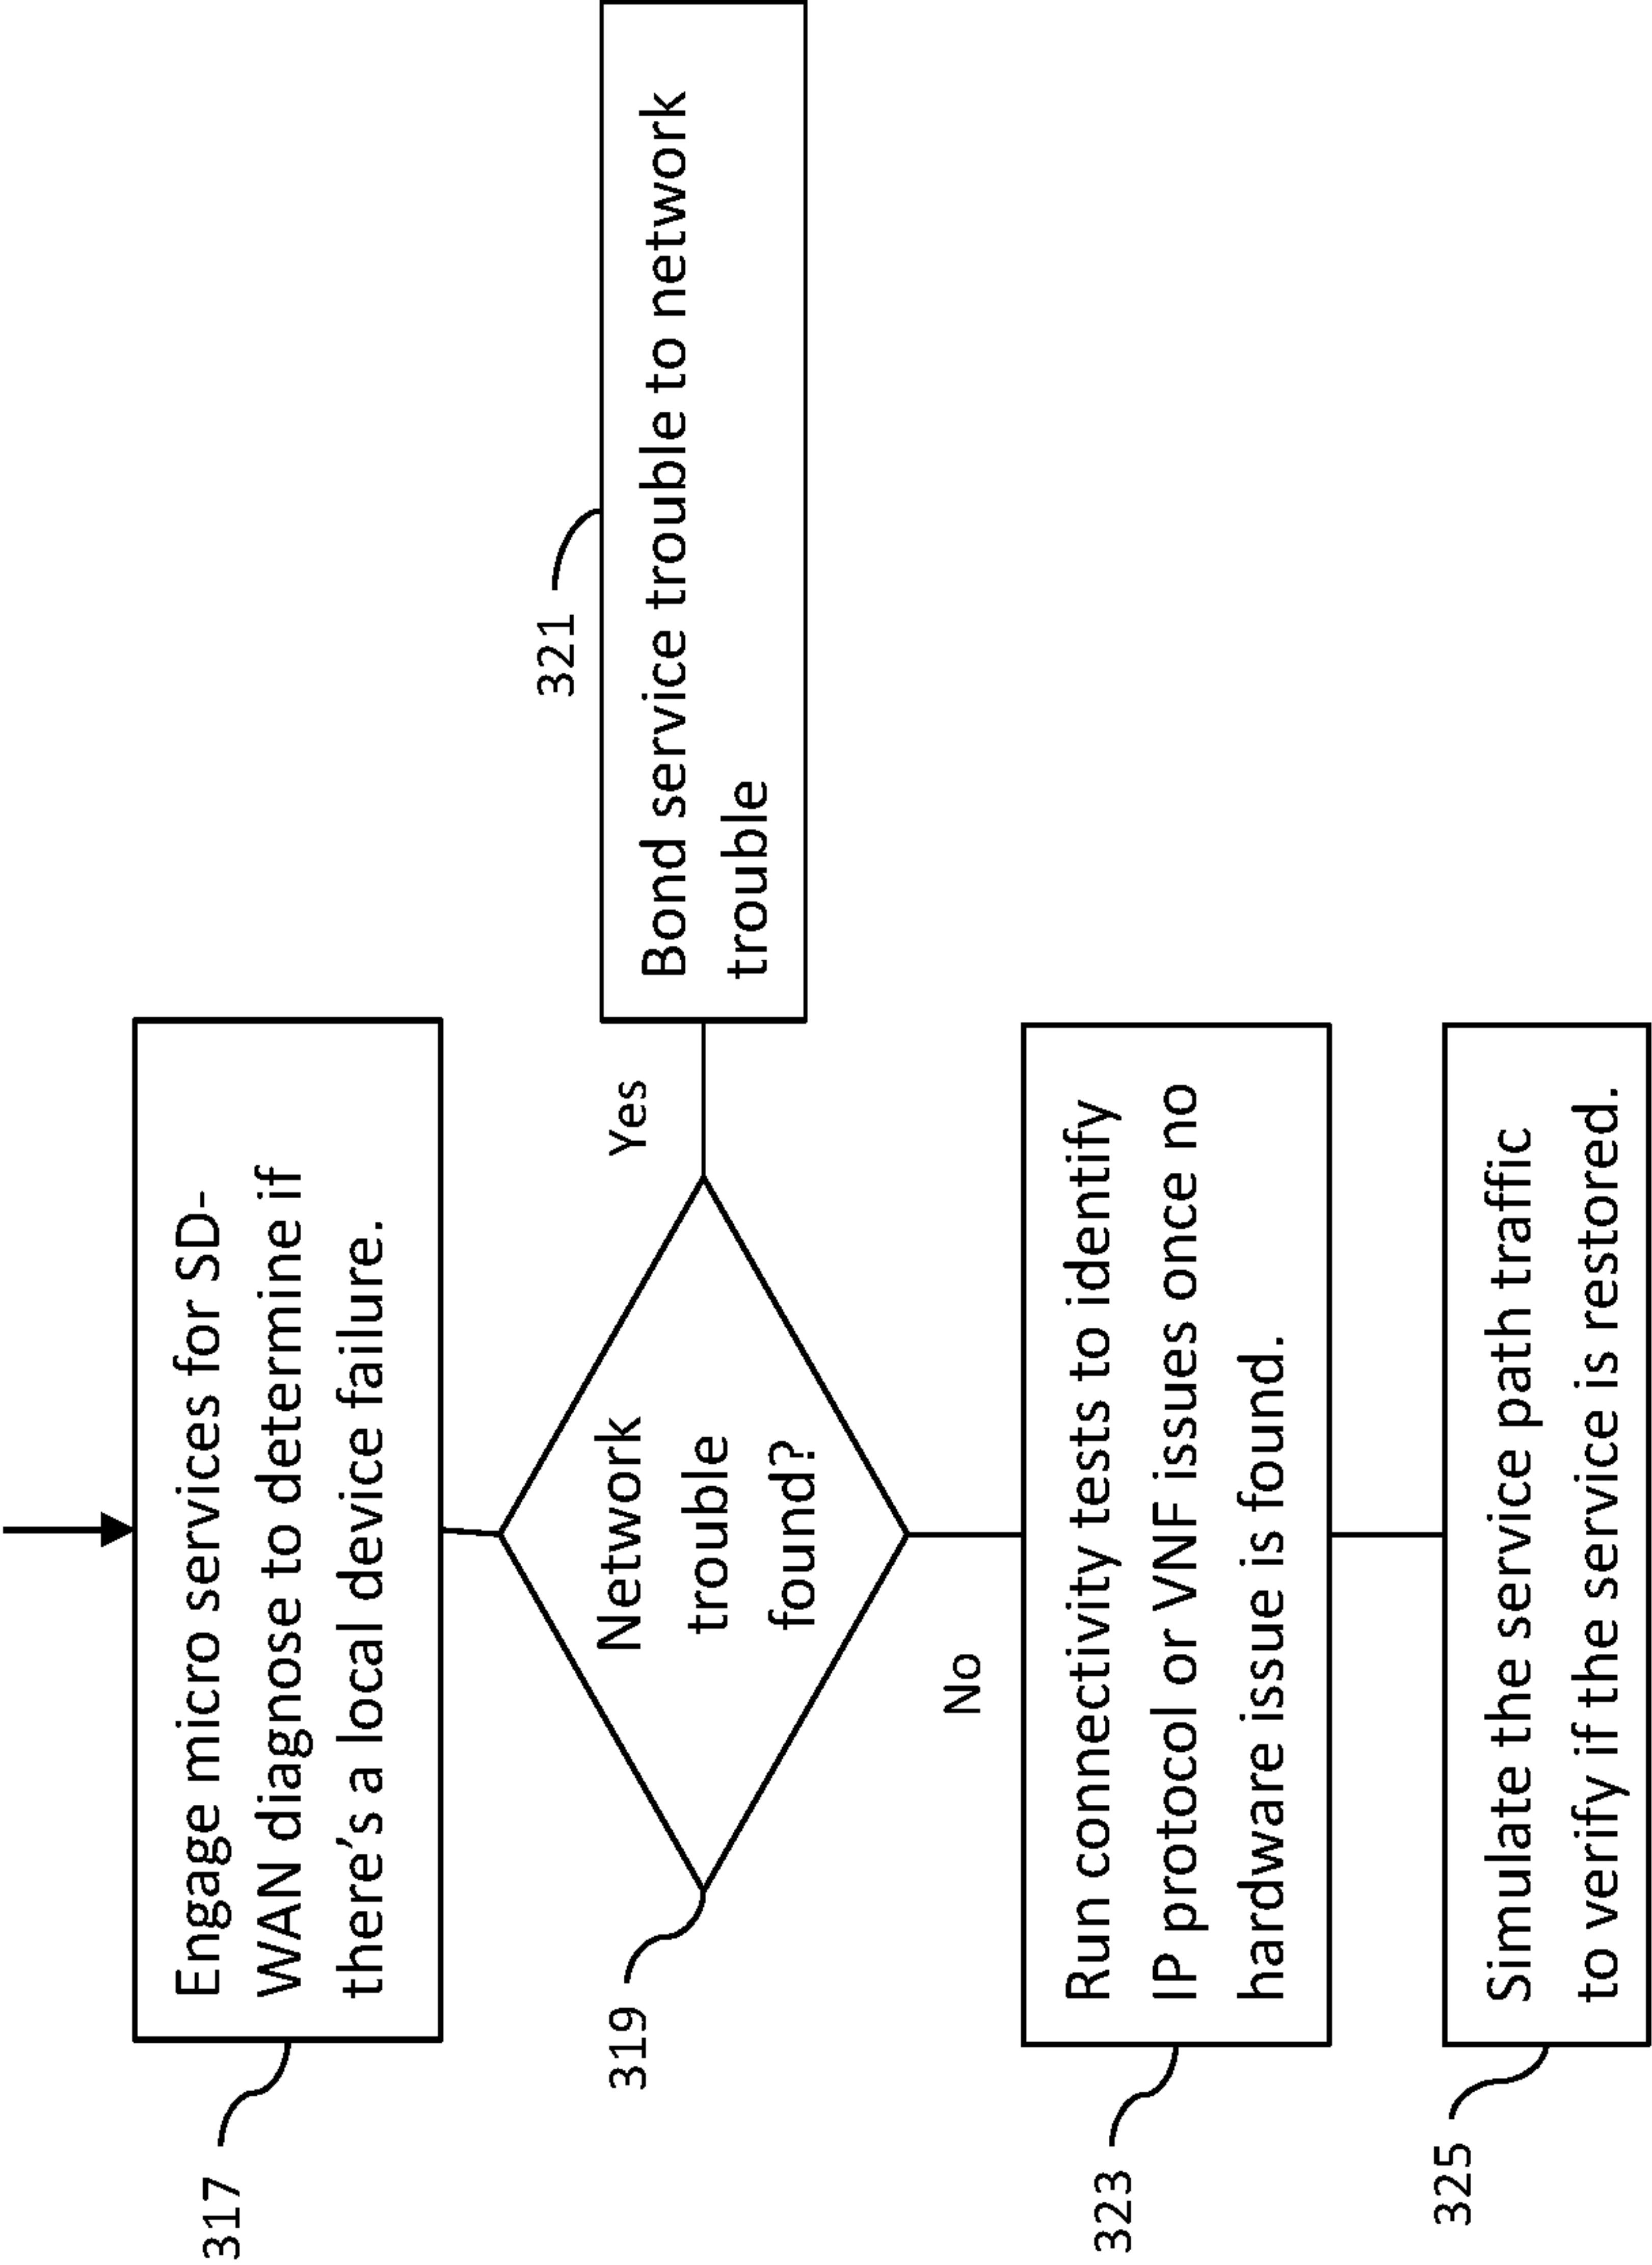 317
Engage micro services for SD-
WAN diagnose to determine if
there’s a local device failure.
319
Network
trouble
found?
Yes
321
Bond service trouble to network
trouble
No
323
Run connectivity tests to identify
IP protocol or VNF issues once no
hardware issue is found.
325
Simulate the service path traffic
to verify if the service is restored.